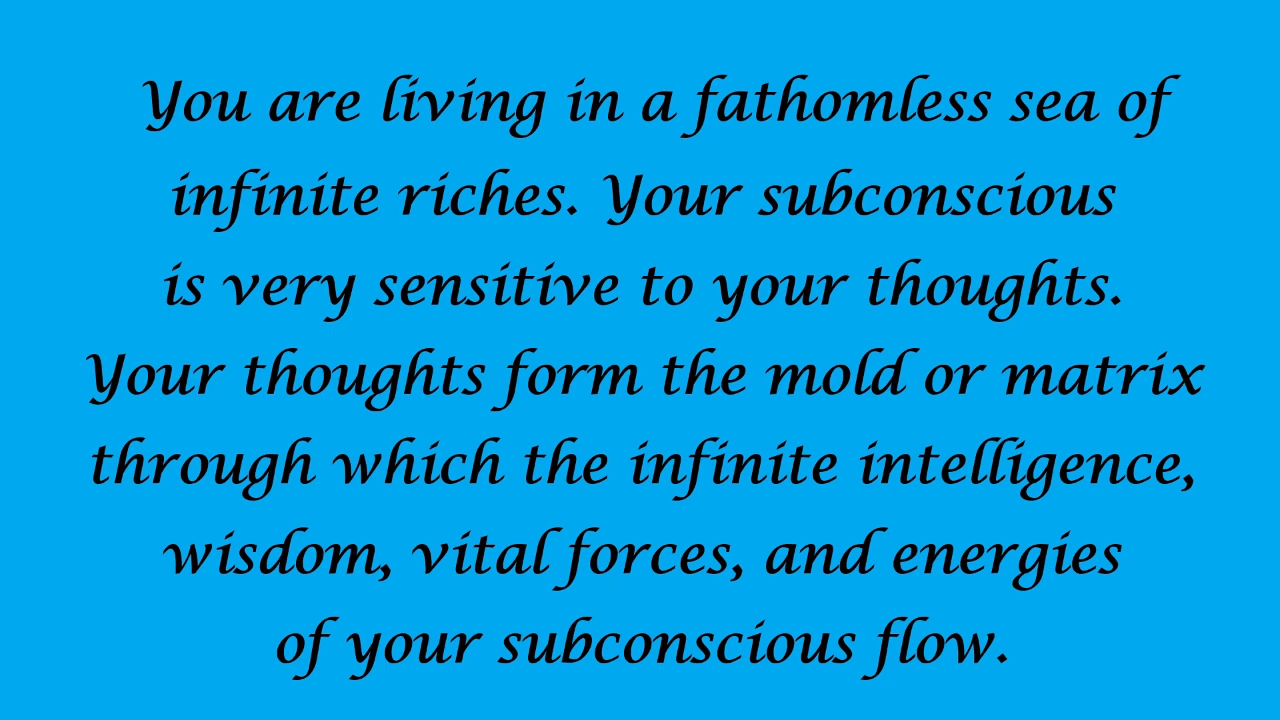 You are living in a fathomless sea of
infinite riches. Your subconscious
is very sensitive to your thoughts.
Your thoughts form the mold or matrix
through which the infinite intelligence,
wisdom, vital forces, and energies
of your subconscious flow.